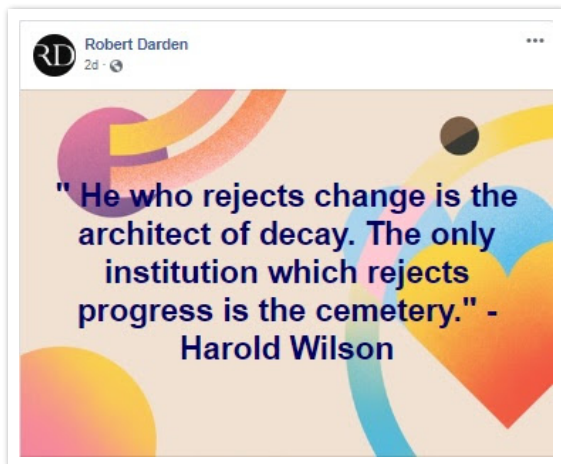 RD
Robert Darden
2d ·
" He who rejects change is the
architect of decay. The only
institution which rejects
progress is the cemetery." -
Harold Wilson